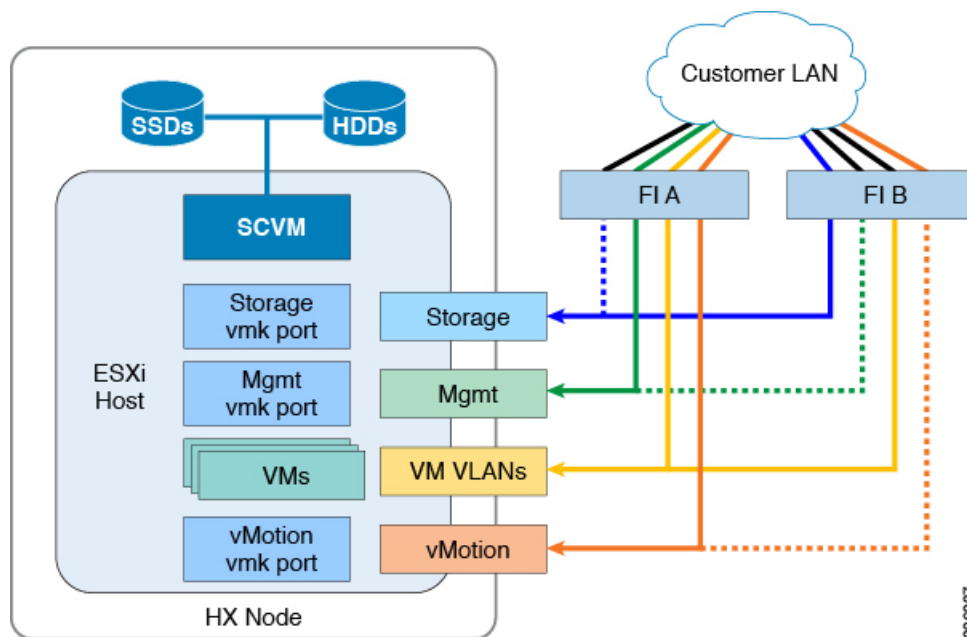 Customer LAN
SSDs
HDDs
FI A
FI B
SCVM
Storage
vmk port
Storage
ESXi
Host
Mgmt
vmk port
Mgmt
VMs
VM VLANs
vMotion
vmk port
vMotion
HX Node